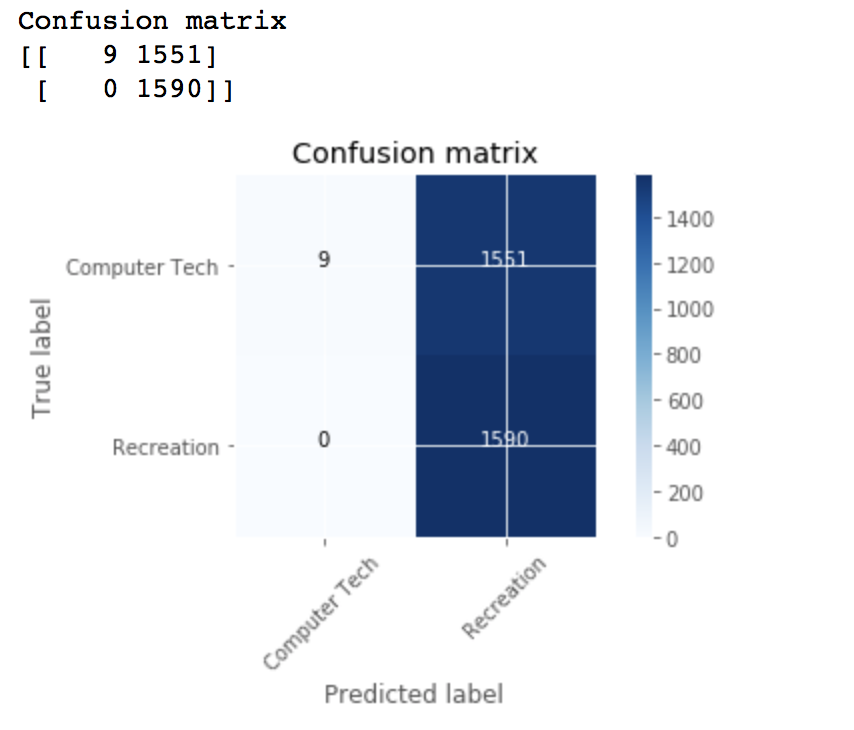 Confusion matrix
[[   9 1551]
 [   0 1590]]
Confusion matrix
Computer Tech
9
1551
Recreation
0
1590
1400
1200
1000
800
600
400
200
0
True label
Computer Tech
Recreation
Predicted label